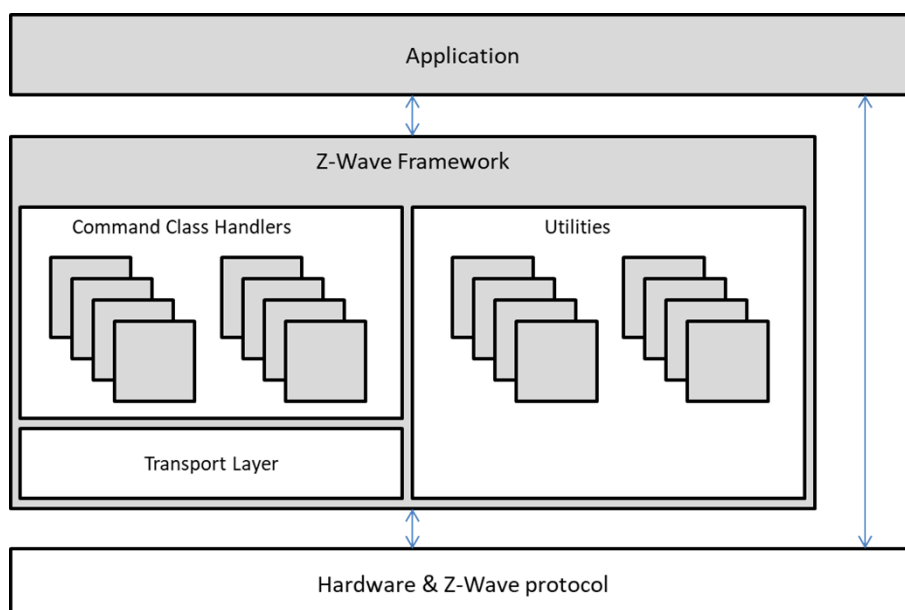 Application
Z-Wave Framework
Command Class Handlers
Utilities
Transport Layer
Hardware & Z-Wave protocol